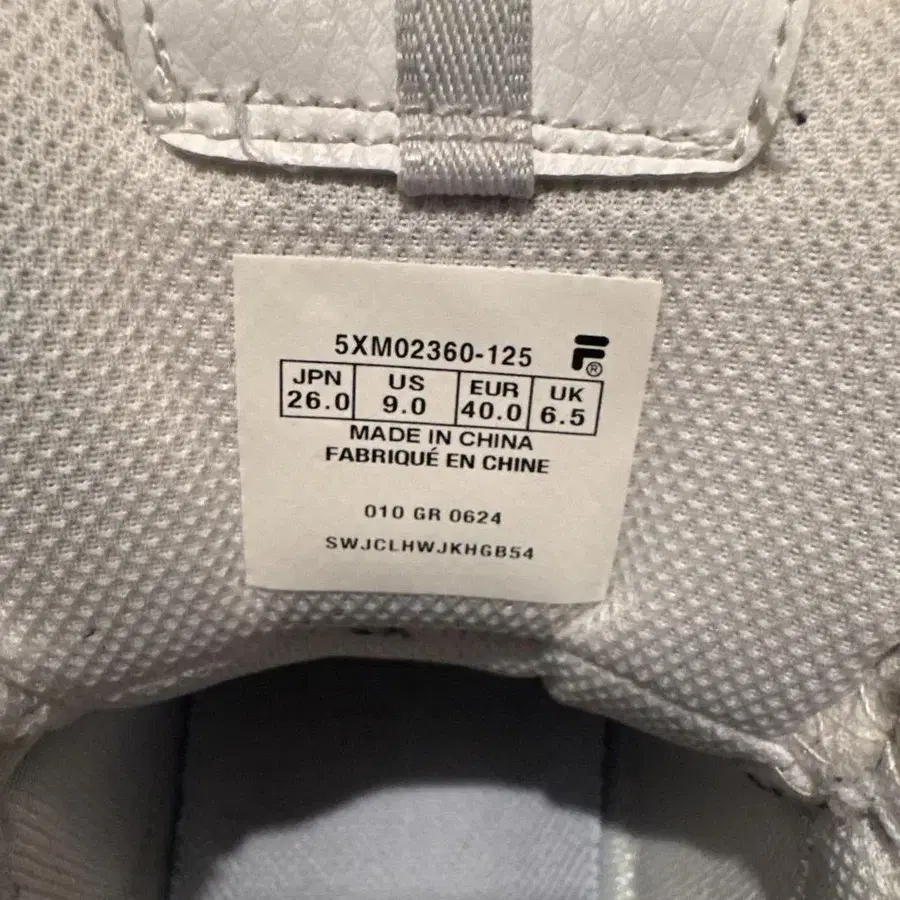 5XM02360-125
JPN US EUR UK
26.0 9.0 40.0 6.5
MADE IN CHINA
FABRIQUÉ EN CHINE
010 GR 0624
SWJCLHWJKHGB54